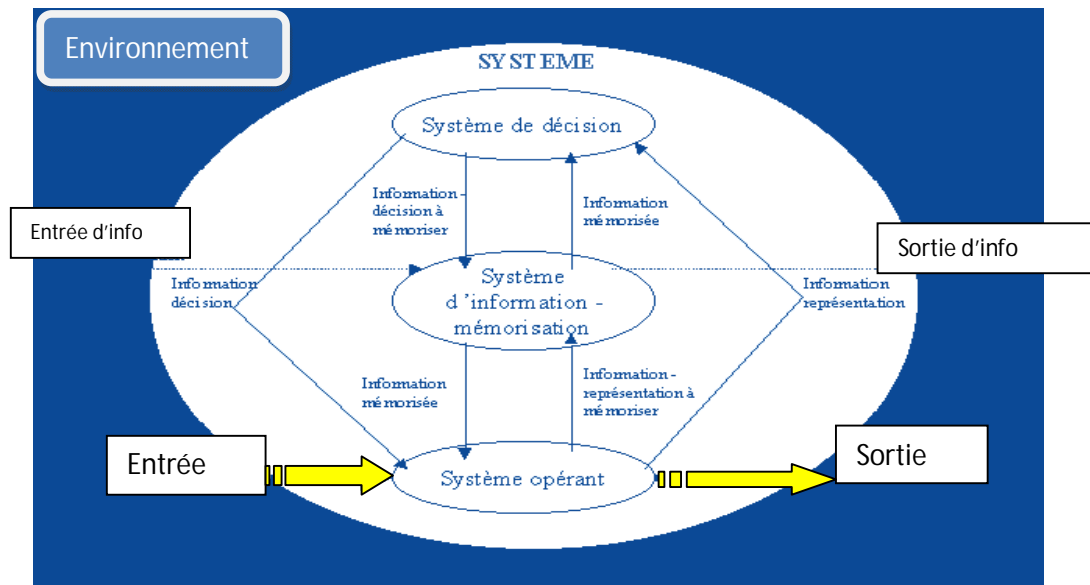 Environnement
SYSTEME
Système de décision
Information -
décision à
mémoriser
Information
mémorisée
Entrée d'info
Sortie d'info
Système
d'information -
mémorisation
Information
décision
Information
représentation
Information
mémorisée
Information -
représentation à
mémoriser
Entrée
Sortie
Système opérant